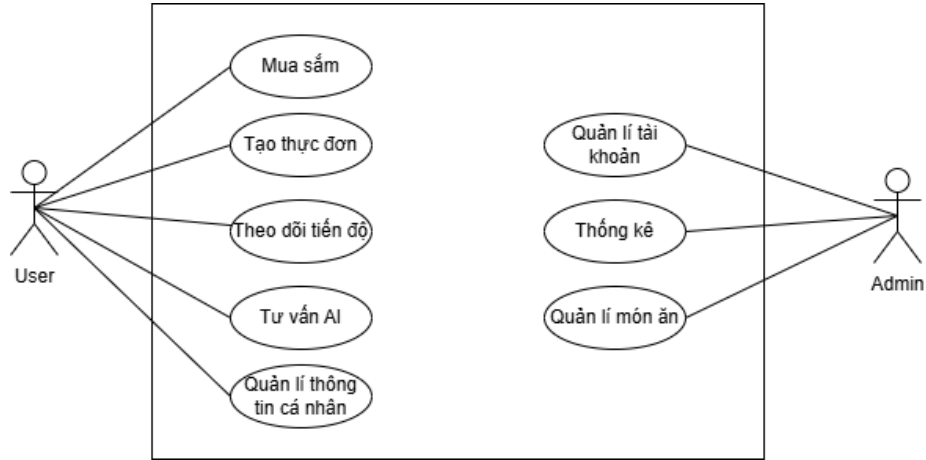 Mua sắm
Tạo thực đơn
Theo dõi tiến độ
Tư vấn AI
Quản lí thông
tin cá nhân
Quản lí tài
khoản
Thống kê
Quản lí món ăn
User
Admin